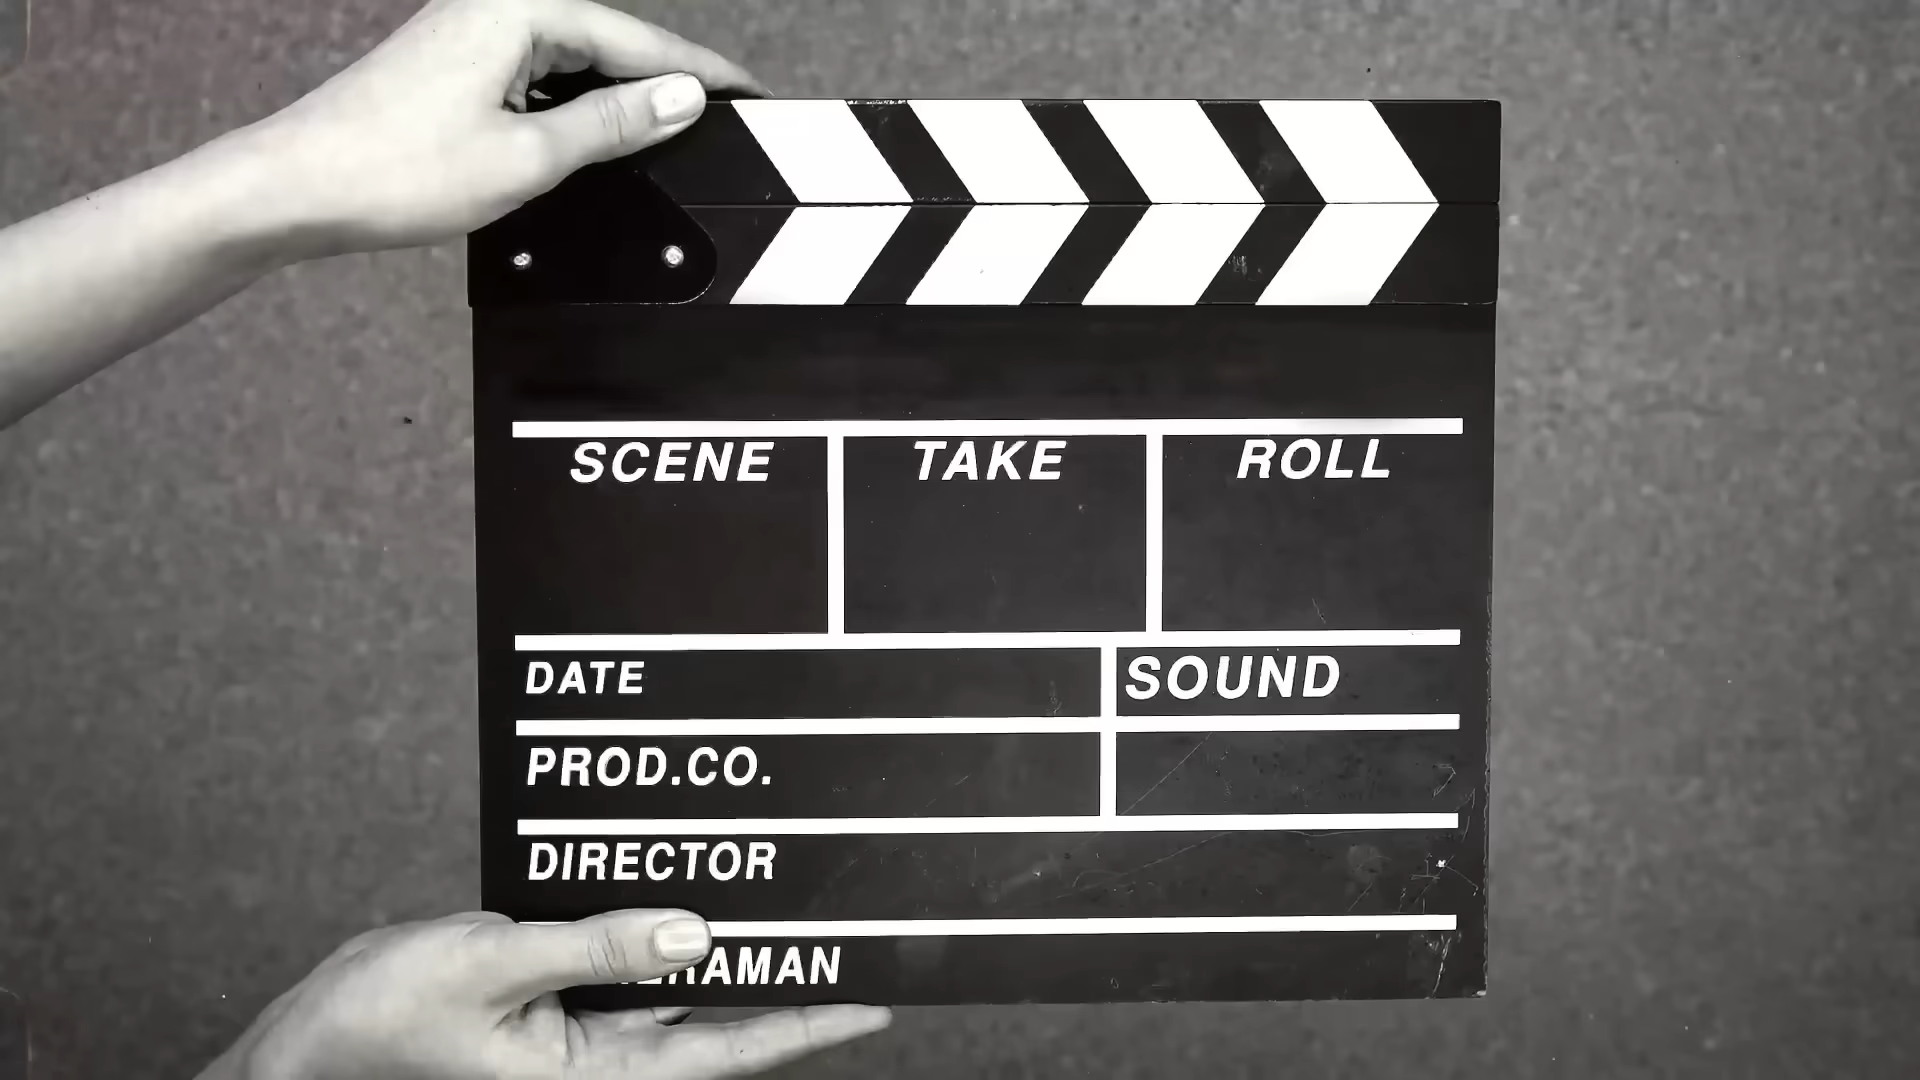 SCENE TAKE ROLL
DATE SOUND
PROD.CO.
DIRECTOR